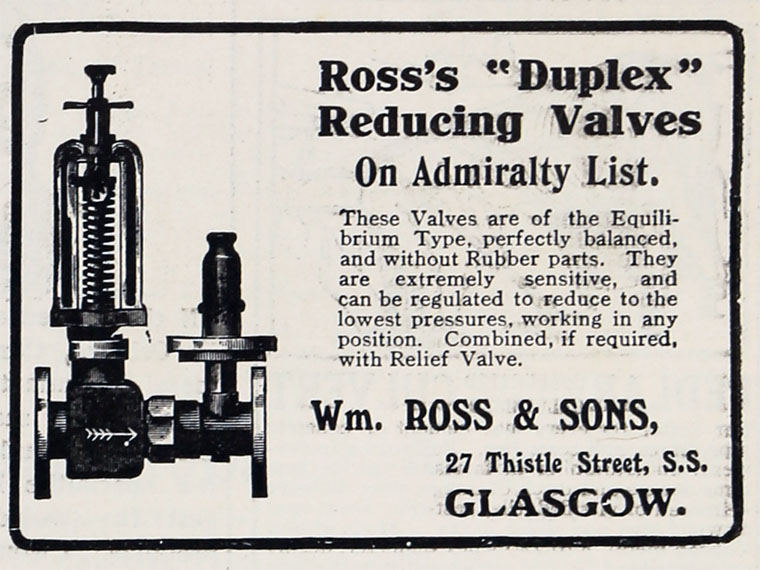 Ross's "Duplex"
Reducing Valves
On Admiralty List.
These Valves are of the Equili-
brium Type, perfectly balanced,
and without Rubber parts. They
are extremely sensitive, and
can be regulated to reduce to the
lowest pressures, working in any
position. Combined, if required,
with Relief Valve.
Wm. ROSS & SONS,
27 Thistle Street, S.S.
GLASGOW.